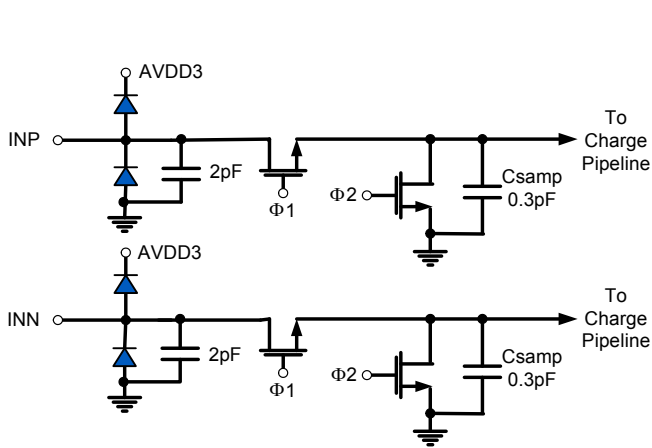 AVDD3
INP
2pF
Φ1
Φ2
Csamp
0.3pF
To
Charge
Pipeline
AVDD3
INN
2pF
Φ1
Φ2
Csamp
0.3pF
To
Charge
Pipeline